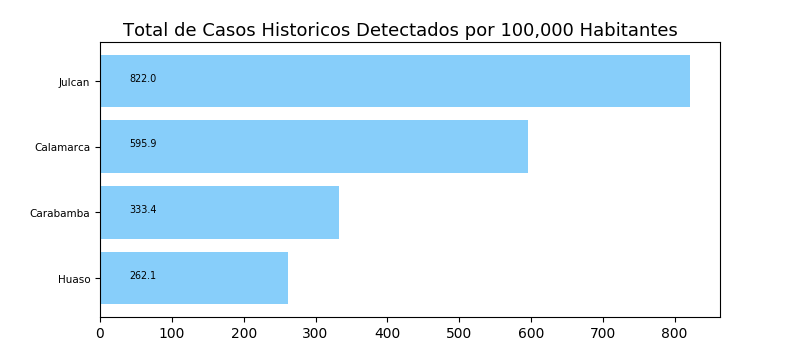 Total de Casos Historicos Detectados por 100,000 Habitantes
Julcan 822.0
Calamarca 595.9
Carabamba 333.4
Huaso 262.1
0 100 200 300 400 500 600 700 800